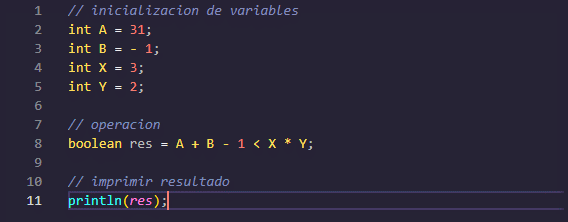 1 // inicializacion de variables
2 int A = 31;
3 int B = - 1;
4 int X = 3;
5 int Y = 2;
6
7 // operacion
8 boolean res = A + B - 1 < X * Y;
9
10 // imprimir resultado
11 println(res);